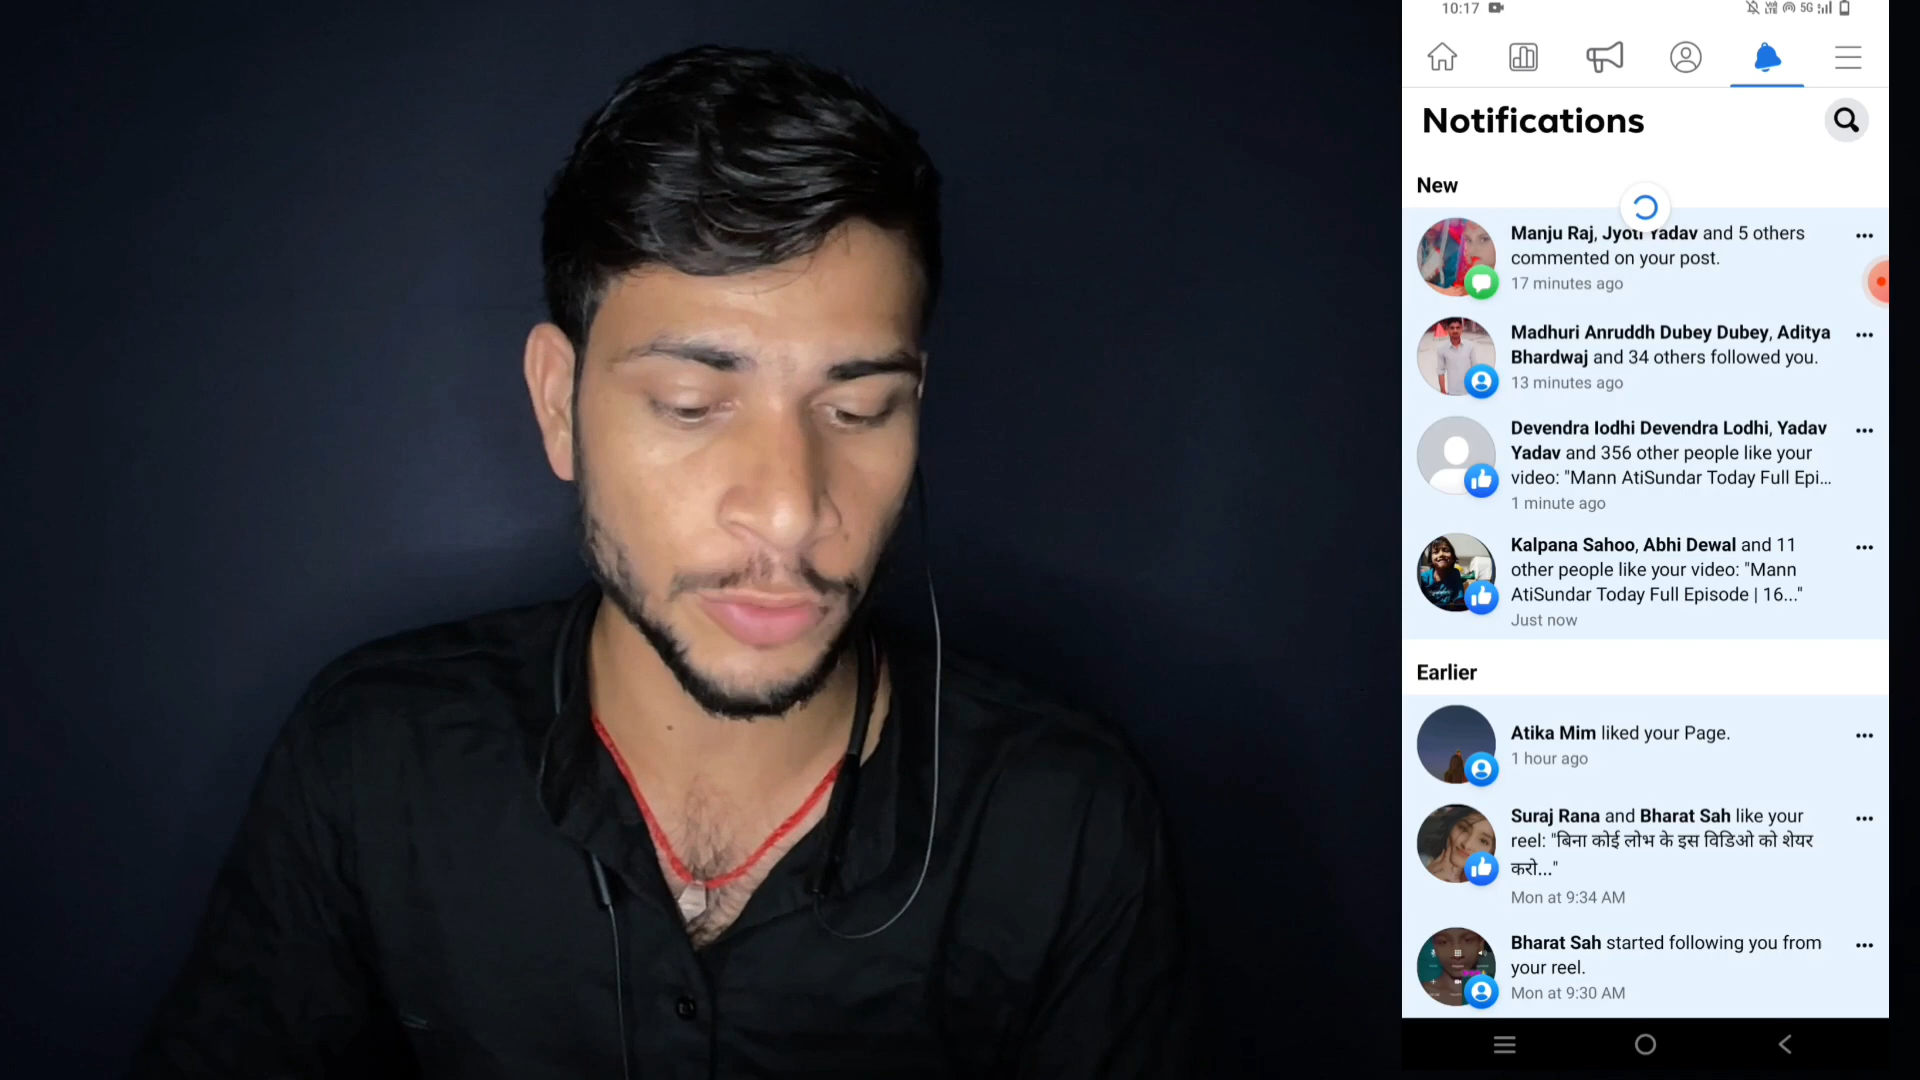 10:17
5G
Notifications
New
Manju Raj, Jyoti Yadav and 5 others
commented on your post.
17 minutes ago
Madhuri Anruddh Dubey Dubey, Aditya
Bhardwaj and 34 others followed you.
13 minutes ago
Devendra lodhi Devendra Lodhi, Yadav
Yadav and 356 other people like your
video: "Mann AtiSundar Today Full Epi...
1 minute ago
Kalpana Sahoo, Abhi Dewal and 11
other people like your video: "Mann
AtiSundar Today Full Episode | 16..."
Just now
Earlier
Atika Mim liked your Page.
1 hour ago
Suraj Rana and Bharat Sah like your
reel: "बिना कोई लोभ के इस विडिओ को शेयर
करो..."
Mon at 9:34 AM
Bharat Sah started following you from
your reel.
Mon at 9:30 AM